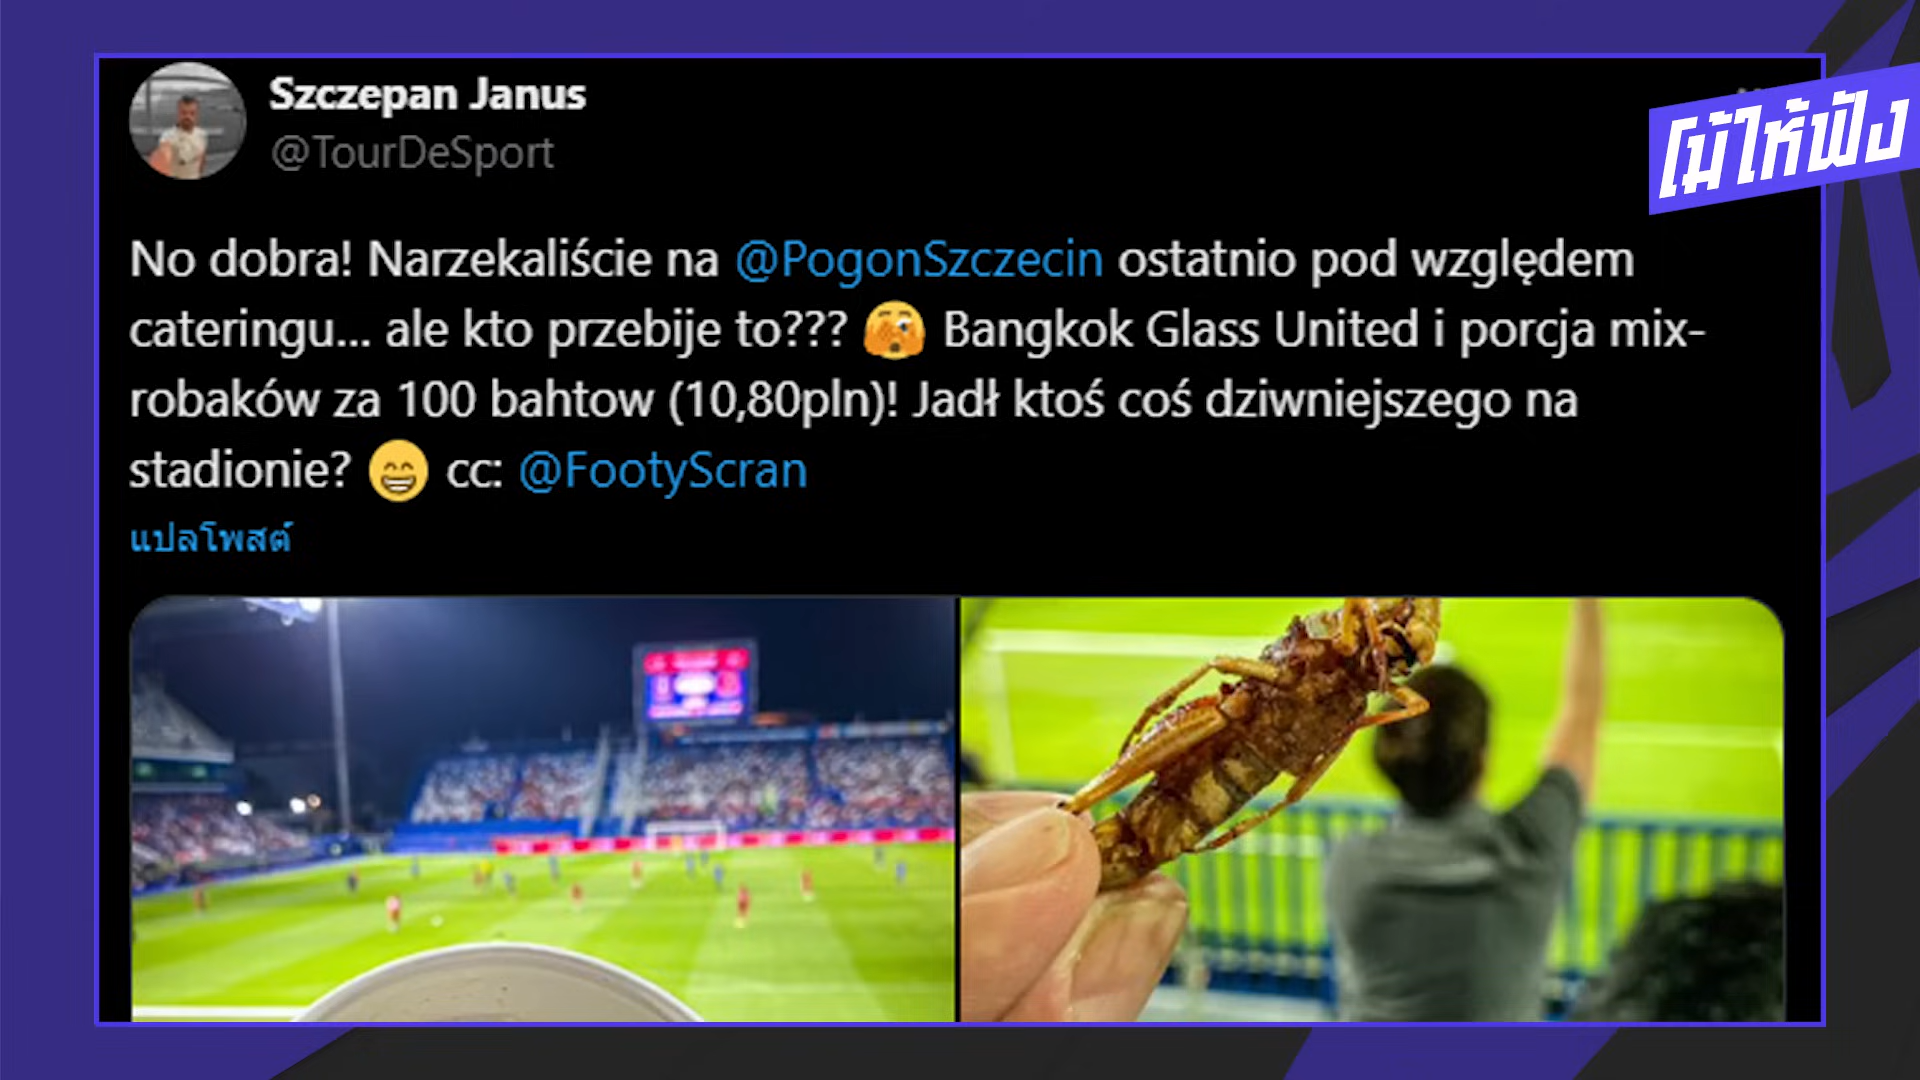 Szczepan Janus
@TourDeSport
โม้ให้ฟัง
No dobra! Narzekaliście na @PogonSzczecin ostatnio pod względem
cateringu... ale kto przebije to??? 🫣 Bangkok Glass United i porcja mix-
robaków za 100 bahtow (10,80pln)! Jadł ktoś coś dziwniejszego na
stadionie? 😁 cc: @FootyScran
แปลโพสต์